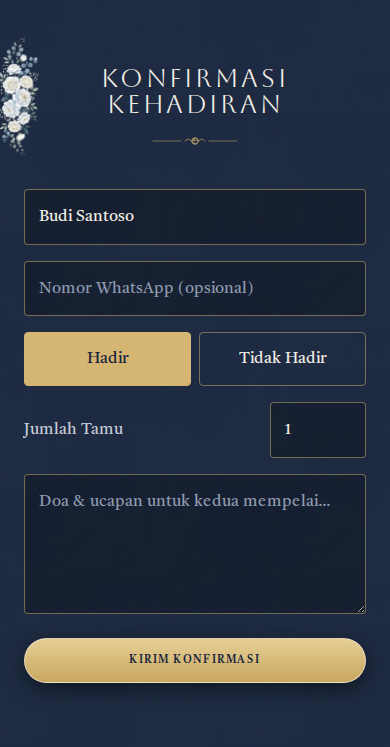 KONFIRMASI
KEHADIRAN
Budi Santoso
Nomor WhatsApp (opsional)
Hadir
Tidak Hadir
Jumlah Tamu
1
Doa & ucapan untuk kedua mempelai...
KIRIM KONFIRMASI